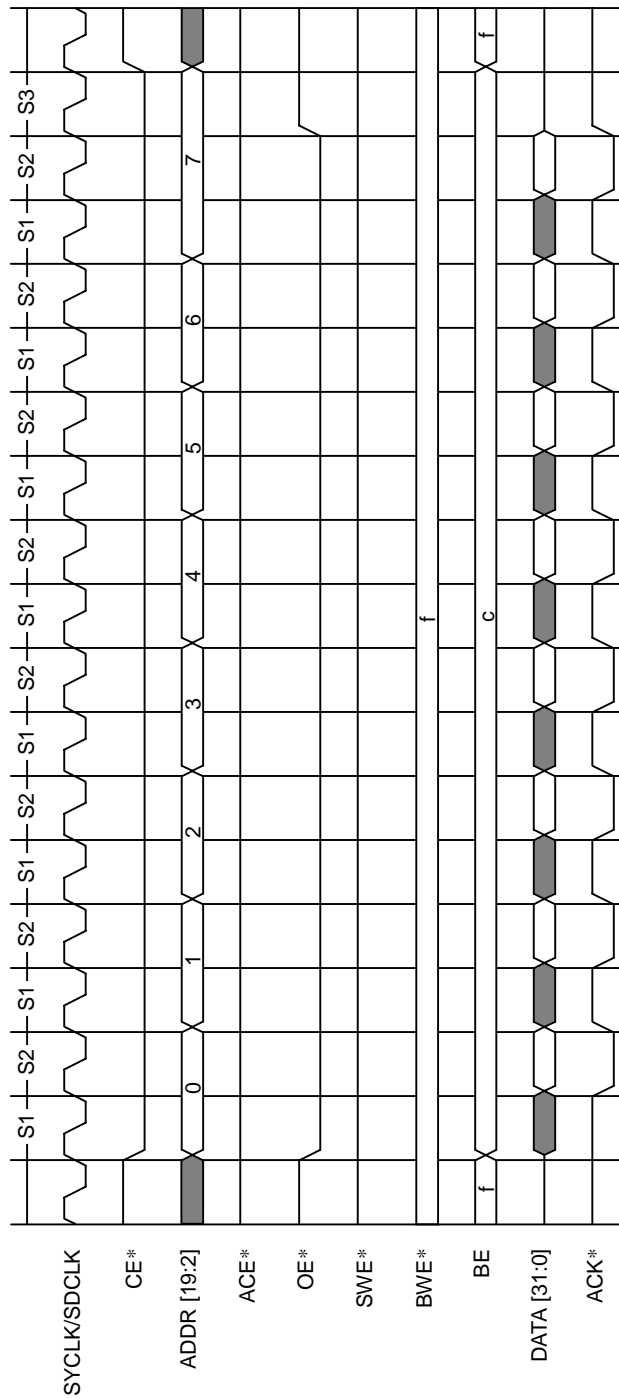 S1 S2 S1 S2 S1 S2 S1 S2 S1 S2 S1 S2 S1 S2 S1 S2 S3
SYCLK/SDCLK
CE*
ADDR [19:2] 0 1 2 3 4 5 6 7
ACE*
OE*
SWE*
BWE* f
BE f c f
DATA [31:0]
ACK*